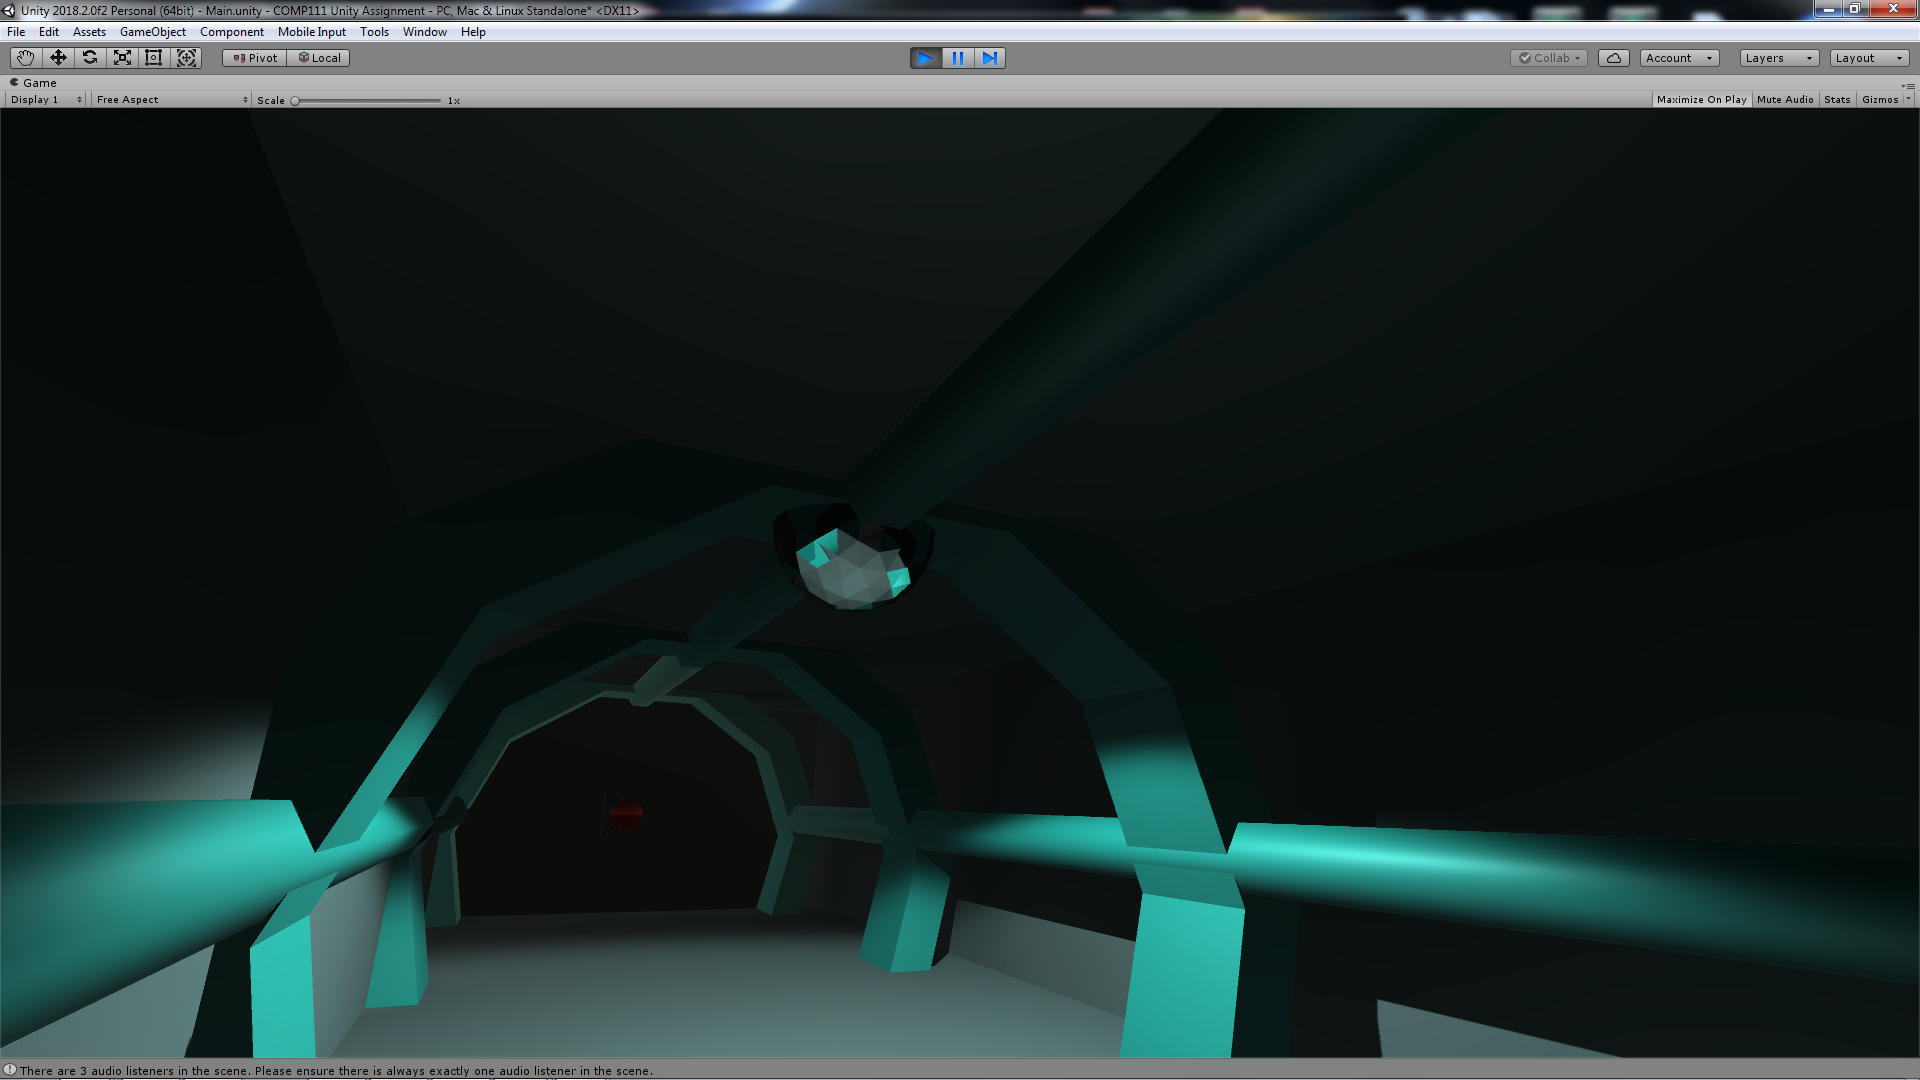 Unity 2018.2.0f2 Personal (64bit) - Main.unity - COMP111 Unity Assignment - PC, Mac & Linux Standalone* <DX11>
File Edit Assets GameObject Component Mobile Input Tools Window Help
Pivot Local Collab Account Layers Layout
Game
Display 1 Free Aspect Scale 1x Maximize On Play Mute Audio Stats Gizmos
There are 3 audio listeners in the scene. Please ensure there is always exactly one audio listener in the scene.